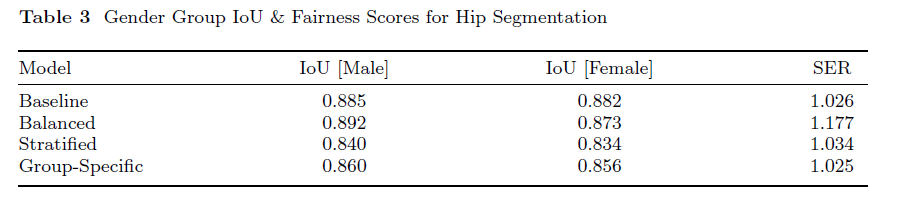 Table 3 Gender Group IoU & Fairness Scores for Hip Segmentation
Model IoU [Male] IoU [Female] SER
Baseline 0.885 0.882 1.026
Balanced 0.892 0.873 1.177
Stratified 0.840 0.834 1.034
Group-Specific 0.860 0.856 1.025